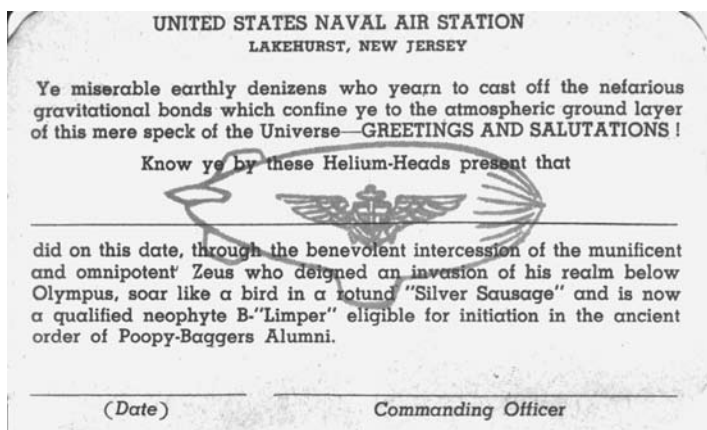 UNITED STATES NAVAL AIR STATION
LAKEHURST, NEW JERSEY
Ye miserable earthly denizens who yearn to cast off the nefarious
gravitational bonds which confine ye to the atmospheric ground layer
of this mere speck of the Universe—GREETINGS AND SALUTATIONS !
Know ye by these Helium-Heads present that
did on this date, through the benevolent intercession of the munificent
and omnipotent' Zeus who deigned an invasion of his realm below
Olympus, soar like a bird in a rotund "Silver Sausage" and is now
a qualified neophyte B-"Limper" eligible for initiation in the ancient
order of Poopy-Baggers Alumni.
(Date) Commanding Officer